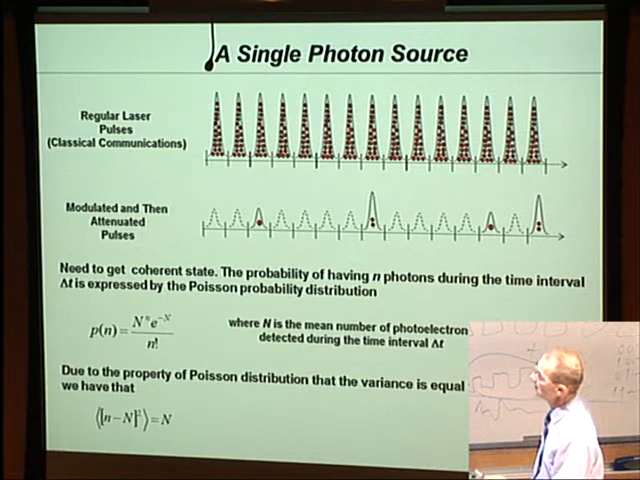 A Single Photon Source
Regular Laser
Pulses
(Classical Communications)
Modulated and Then
Attenuated
Pulses
Need to get coherent state. The probability of having n photons during the time interval
Δt is expressed by the Poisson probability distribution
p(n) = N^n e^-N / n!
where N is the mean number of photoelectron
detected during the time interval Δt
Due to the property of Poisson distribution that the variance is equal
we have that
⟨[n-N]²⟩ = N